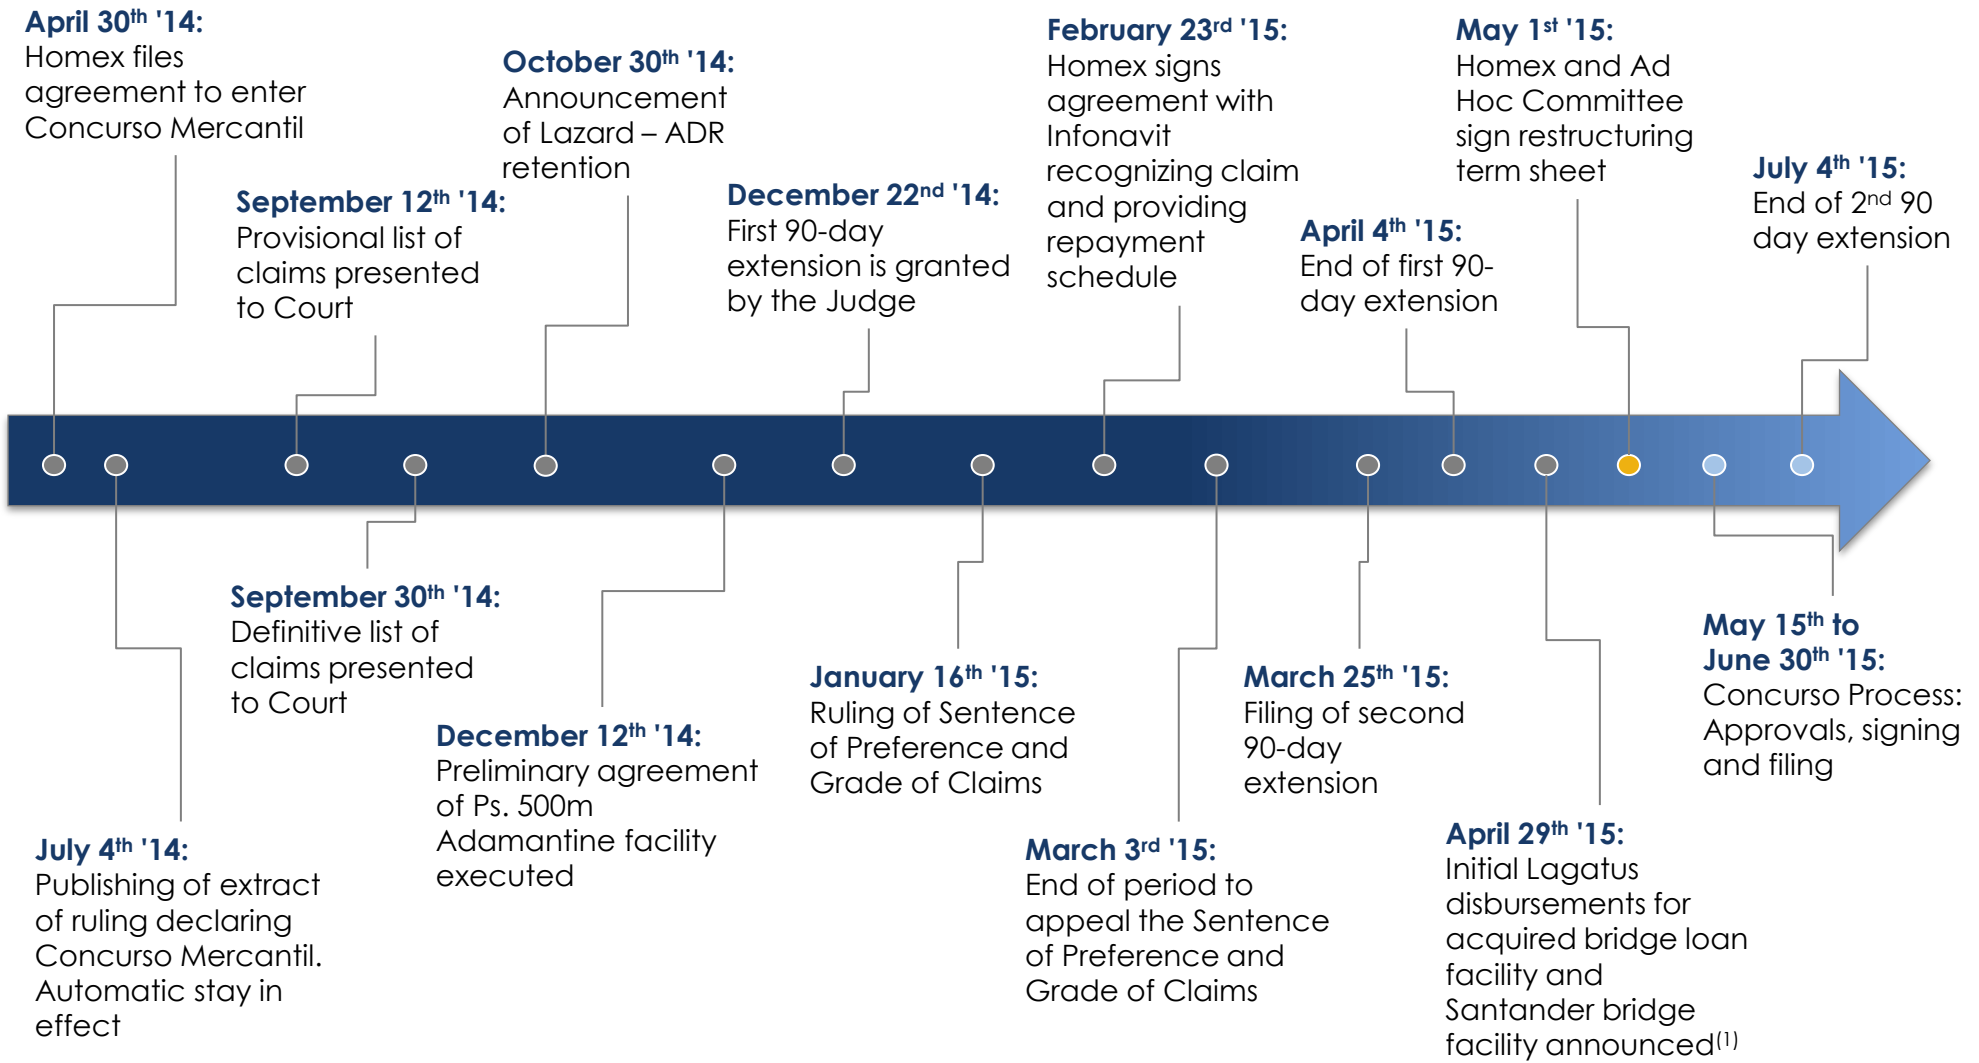 April 30th '14:
Homex files
agreement to enter
Concurso Mercantil
July 4th '14:
Publishing of extract
of ruling declaring
Concurso Mercantil.
Automatic stay in
effect
September 12th '14:
Provisional list of
claims presented
to Court
September 30th '14:
Definitive list of
claims presented
to Court
October 30th '14:
Announcement
of Lazard – ADR
retention
December 12th '14:
Preliminary agreement
of Ps. 500m
Adamantine facility
executed
December 22nd '14:
First 90-day
extension is granted
by the Judge
January 16th '15:
Ruling of Sentence
of Preference and
Grade of Claims
February 23rd '15:
Homex signs
agreement with
Infonavit
recognizing claim
and providing
repayment
schedule
March 3rd '15:
End of period to
appeal the Sentence
of Preference and
Grade of Claims
March 25th '15:
Filing of second
90-day
extension
April 4th '15:
End of first 90-
day extension
April 29th '15:
Initial Lagatus
disbursements for
acquired bridge loan
facility and
Santander bridge
facility announced(1)
May 1st '15:
Homex and Ad
Hoc Committee
sign restructuring
term sheet
May 15th to
June 30th '15:
Concurso Process:
Approvals, signing
and filing
July 4th '15:
End of 2nd 90
day extension